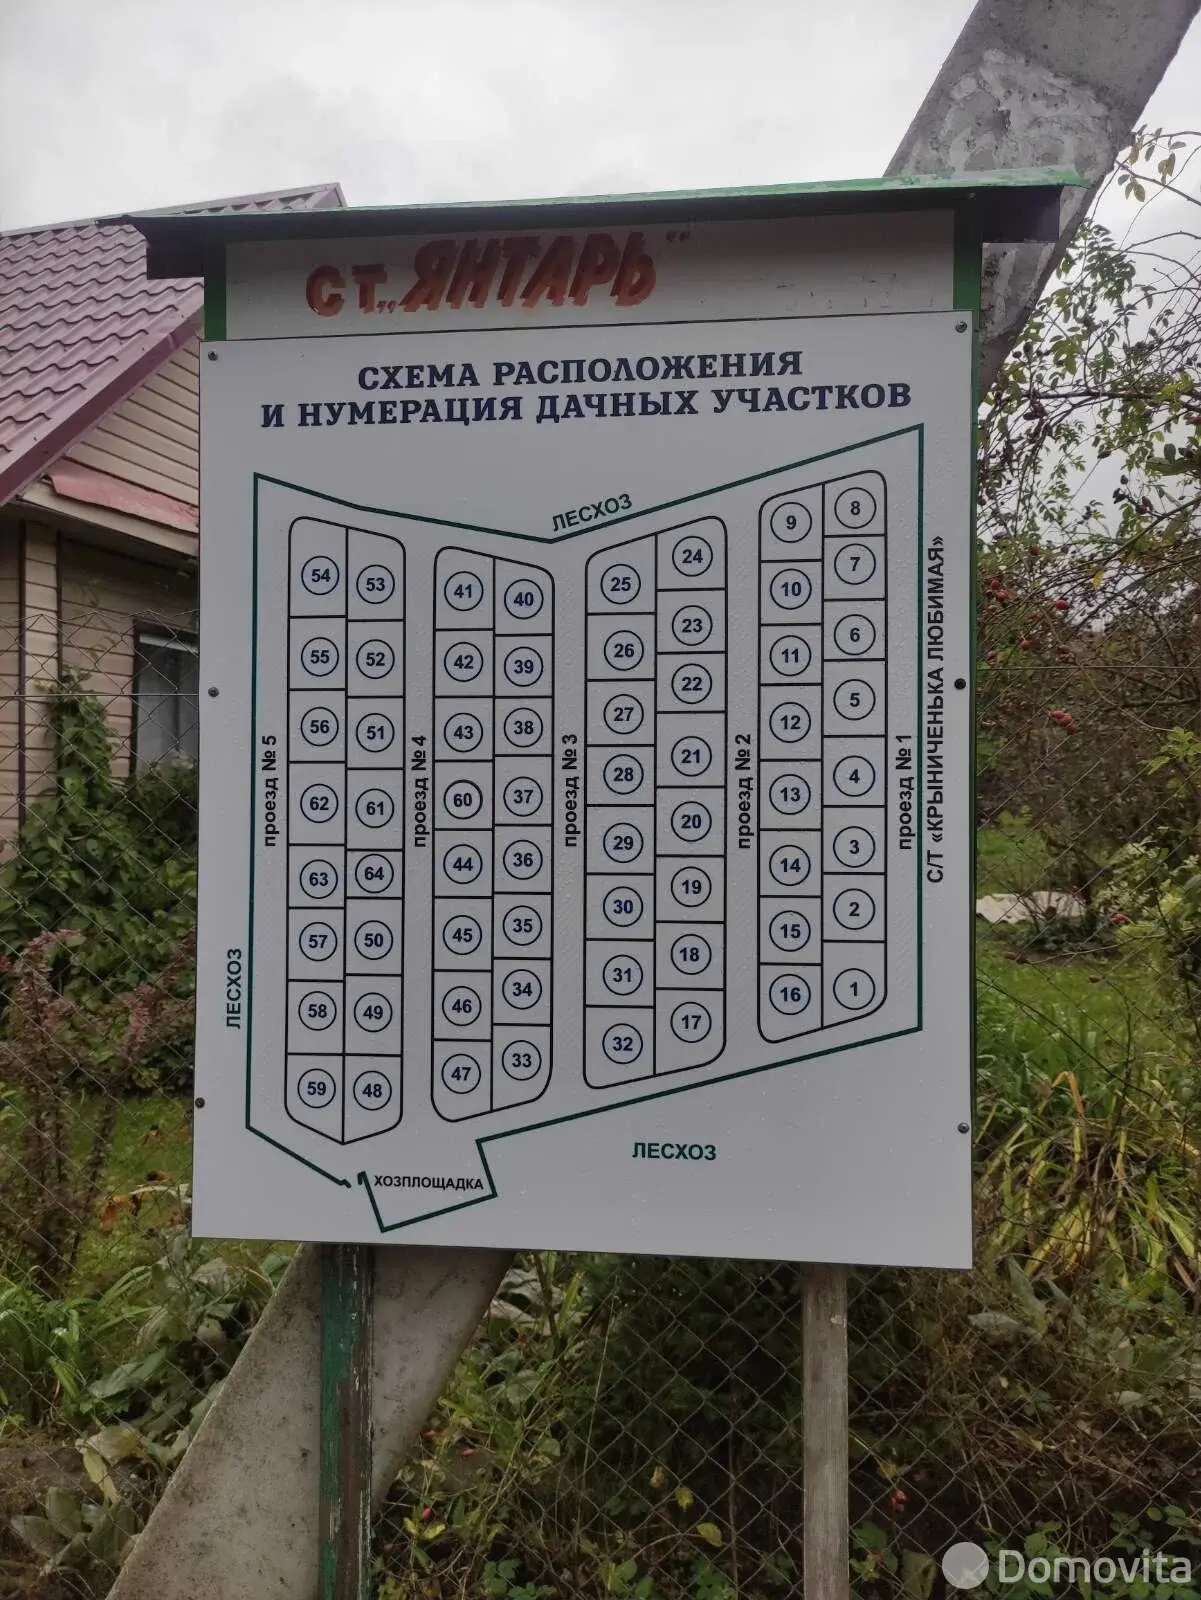 СТ „ЯНТАРЬ"
СХЕМА РАСПОЛОЖЕНИЯ
И НУМЕРАЦИЯ ДАЧНЫХ УЧАСТКОВ
ЛЕСХОЗ
54 53 41 40 25 24 9 8
55 52 42 39 26 23 10 7
56 51 43 38 27 22 11 6
62 61 60 37 28 21 12 5
63 64 44 36 29 20 13 4
57 50 45 35 30 19 14 3
58 49 46 34 31 18 15 2
59 48 47 33 32 17 16 1
проезд № 5
проезд № 4
проезд № 3
проезд № 2
проезд № 1
С/Т «КРЫНИЧЕНЬКА ЛЮБИМАЯ»
ЛЕСХОЗ
ЛЕСХОЗ
ХОЗПЛОЩАДКА
Domovita